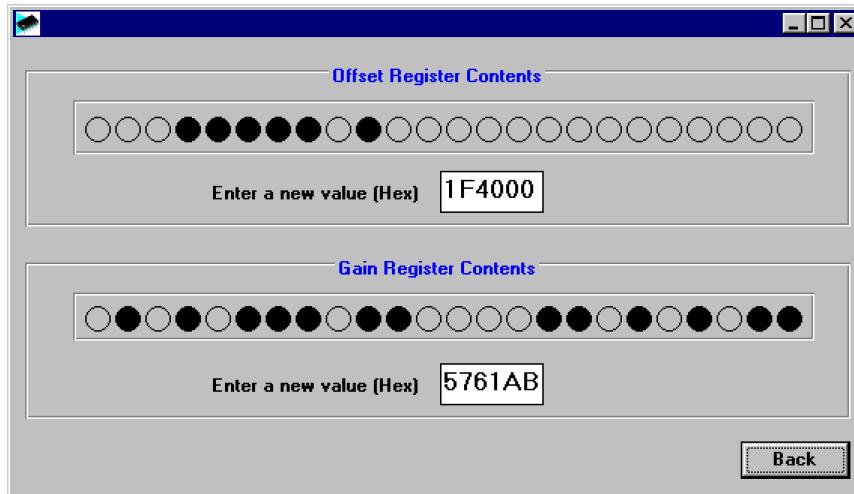 Offset Register Contents
Enter a new value (Hex) 1F4000
Gain Register Contents
Enter a new value (Hex) 5761AB
Back